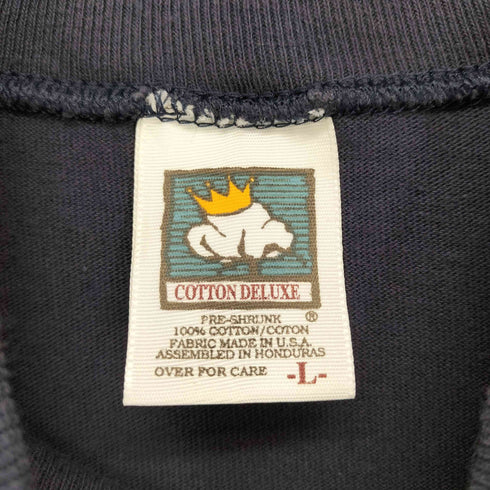 COTTON DELUXE
®
PRE-SHRUNK
100% COTTON/COTON
FABRIC MADE IN U.S.A.
ASSEMBLED IN HONDURAS
OVER FOR CARE -L-